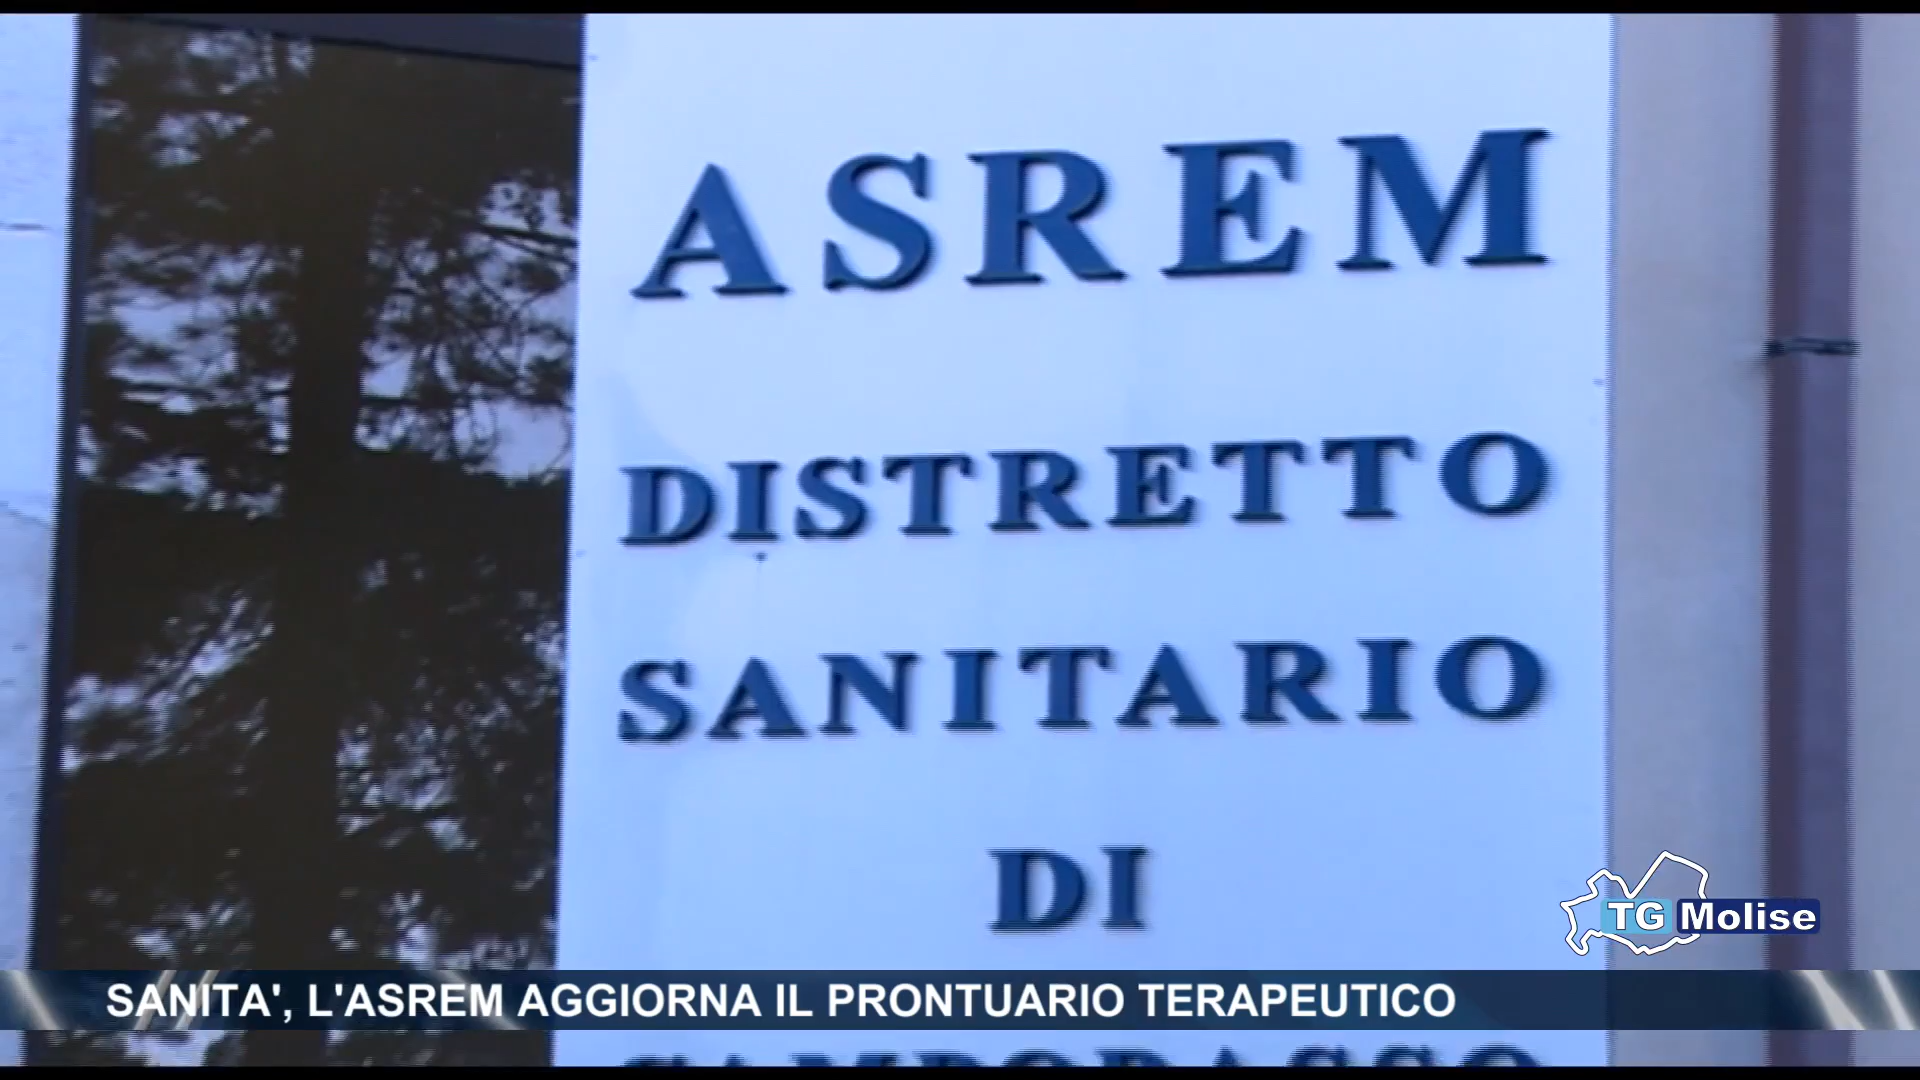 ASREM
DISTRETTO
SANITARIO
DI
TG Molise
SANITA', L'ASREM AGGIORNA IL PRONTUARIO TERAPEUTICO